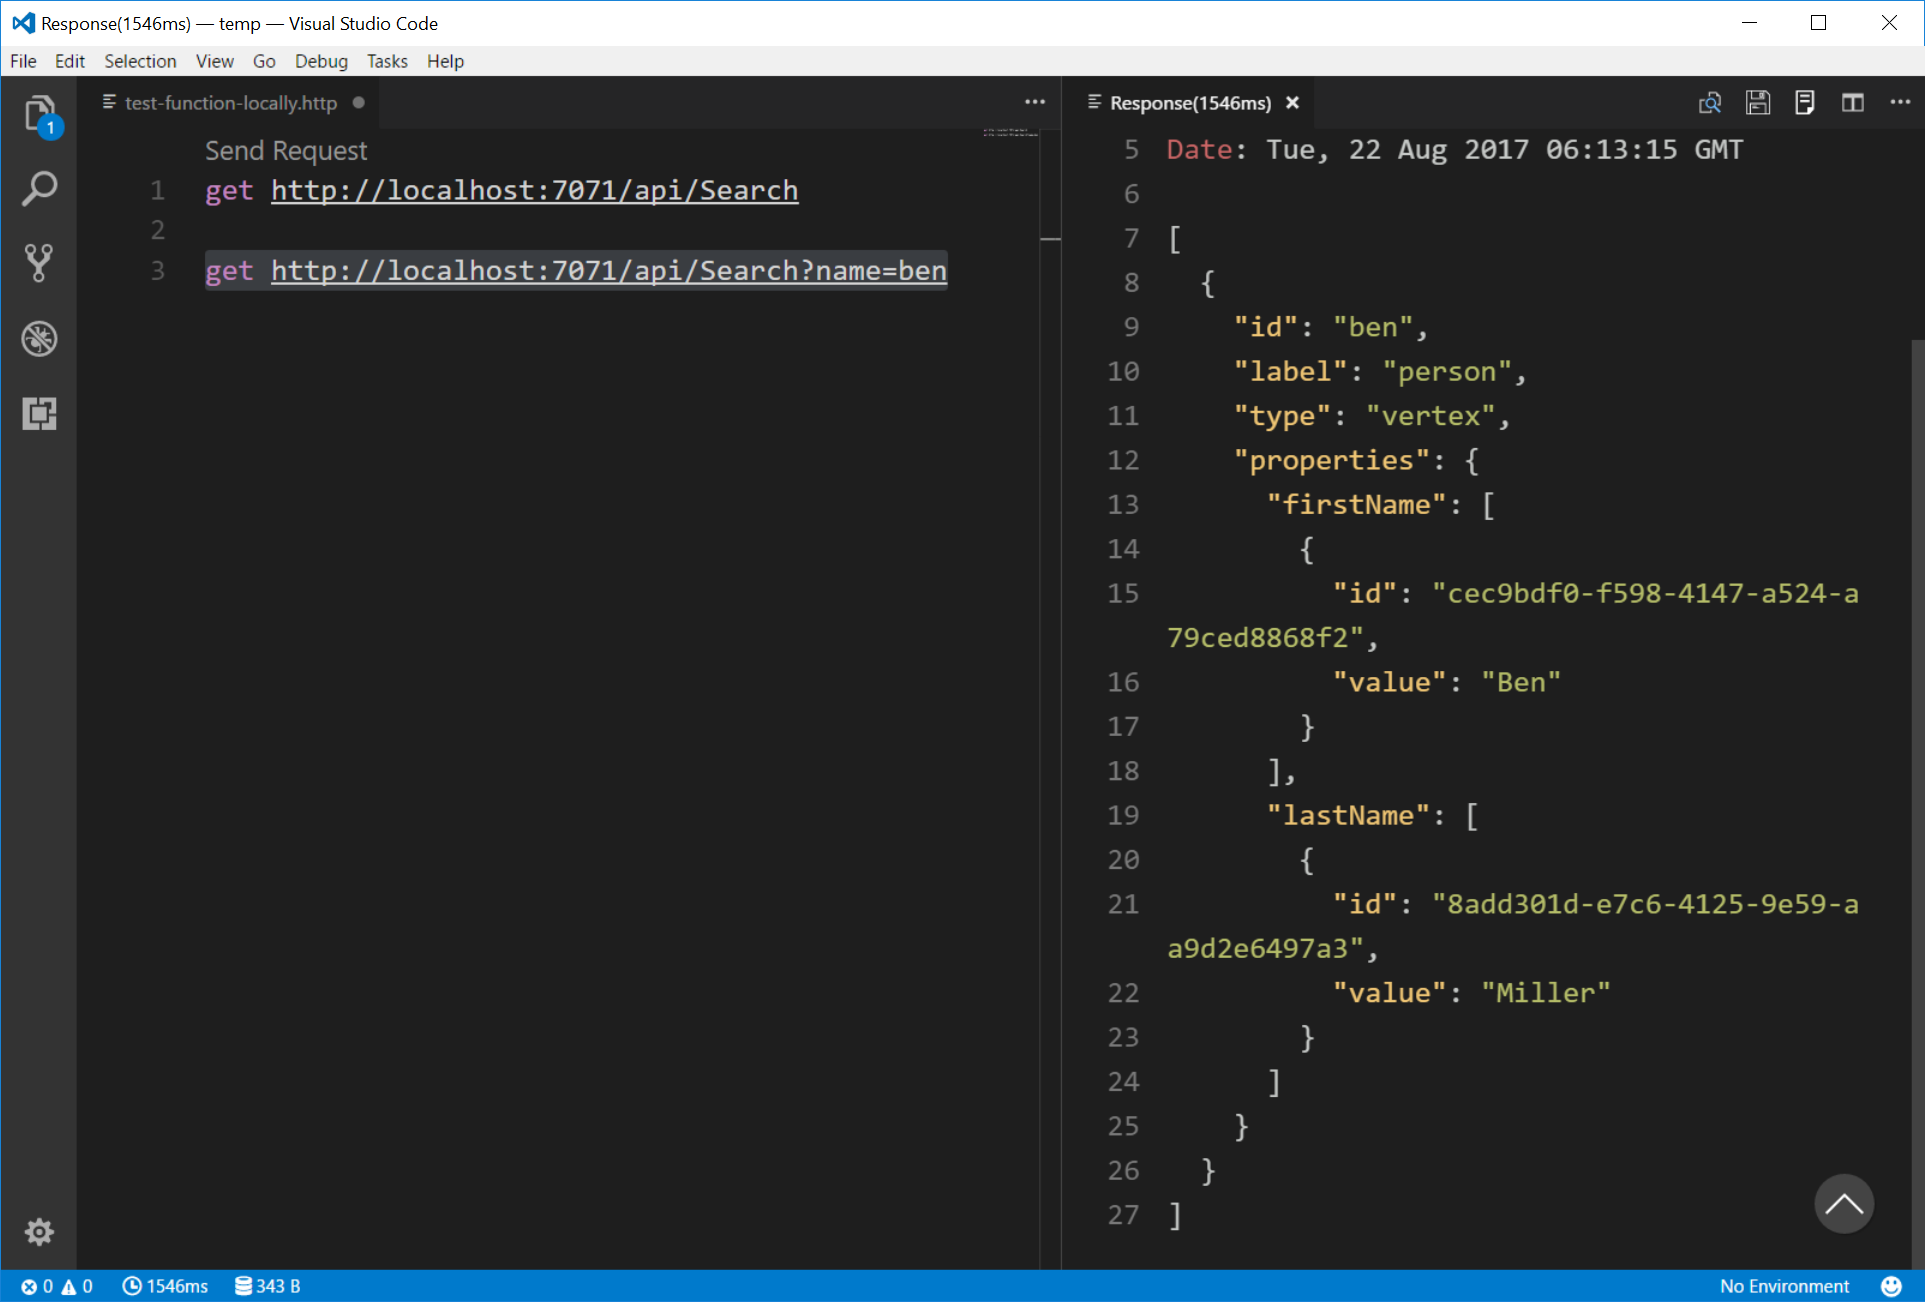 Response(1546ms) — temp — Visual Studio Code
File Edit Selection View Go Debug Tasks Help
1
test-function-locally.http
Send Request
1 get http://localhost:7071/api/Search
2
3 get http://localhost:7071/api/Search?name=ben
Response(1546ms)
5 Date: Tue, 22 Aug 2017 06:13:15 GMT
6
7 [
8 {
9 "id": "ben",
10 "label": "person",
11 "type": "vertex",
12 "properties": {
13 "firstName": [
14 {
15 "id": "cec9bdf0-f598-4147-a524-a
79ced8868f2",
16 "value": "Ben"
17 }
18 ],
19 "lastName": [
20 {
21 "id": "8add301d-e7c6-4125-9e59-a
a9d2e6497a3",
22 "value": "Miller"
23 }
24 ]
25 }
26 }
27 ]
0 0 1546ms 343 B No Environment